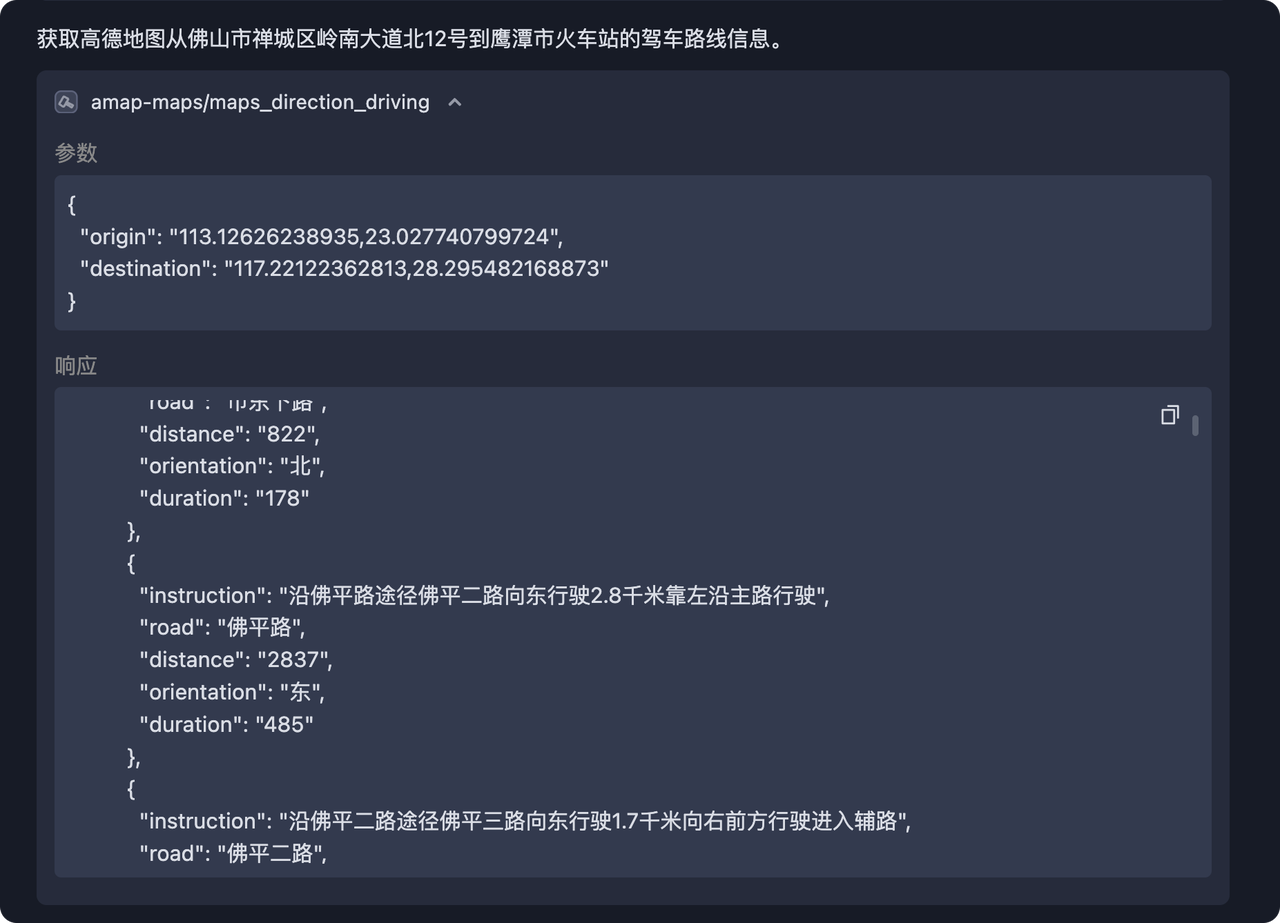 获取高德地图从佛山市禅城区岭南大道北12号到鹰潭市火车站的驾车路线信息。
amap-maps/maps_direction_driving
参数
{
"origin": "113.12626238935,23.027740799724",
"destination": "117.22122362813,28.295482168873"
}
响应
"road": "市东下路",
"distance": "822",
"orientation": "北",
"duration": "178"
},
{
"instruction": "沿佛平路途径佛平二路向东行驶2.8千米靠左沿主路行驶",
"road": "佛平路",
"distance": "2837",
"orientation": "东",
"duration": "485"
},
{
"instruction": "沿佛平二路途径佛平三路向东行驶1.7千米向右前方行驶进入辅路",
"road": "佛平二路",